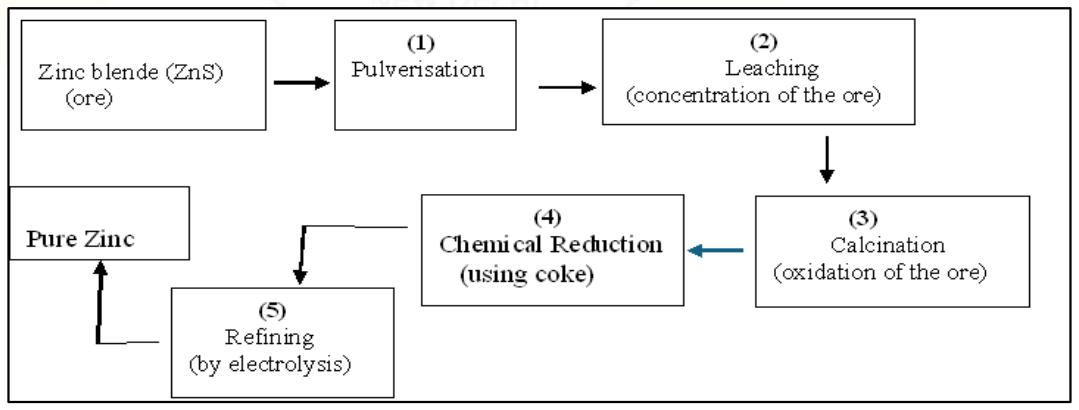 Zinc blende (ZnS)
(ore)
(1)
Pulverisation
(2)
Leaching
(concentration of the ore)
(3)
Calcination
(oxidation of the ore)
(4)
Chemical Reduction
(using coke)
(5)
Refining
(by electrolysis)
Pure Zinc